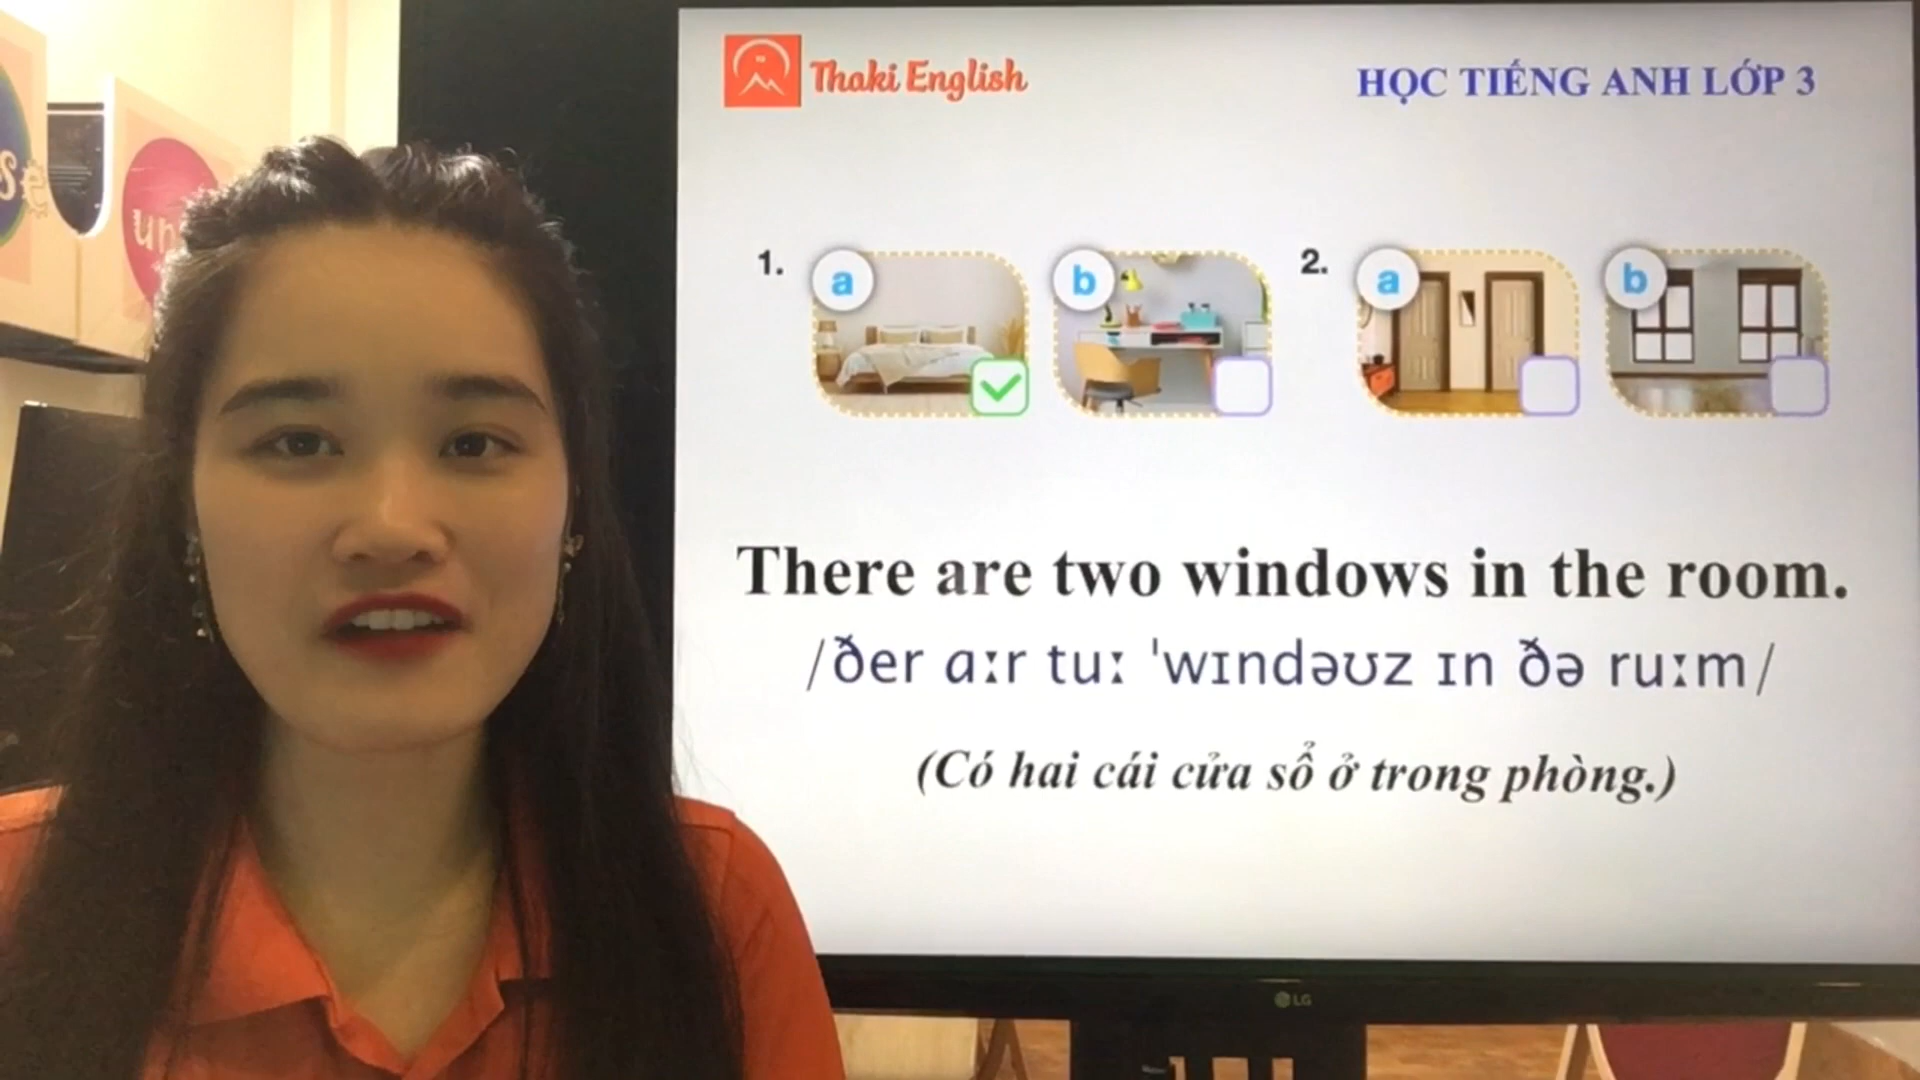 Thaki English
HỌC TIẾNG ANH LỚP 3
1. a b 2. a b
There are two windows in the room.
/ðer ɑːr tuː ˈwɪndəʊz ɪn ðə ruːm/
(Có hai cái cửa sổ ở trong phòng.)
LG